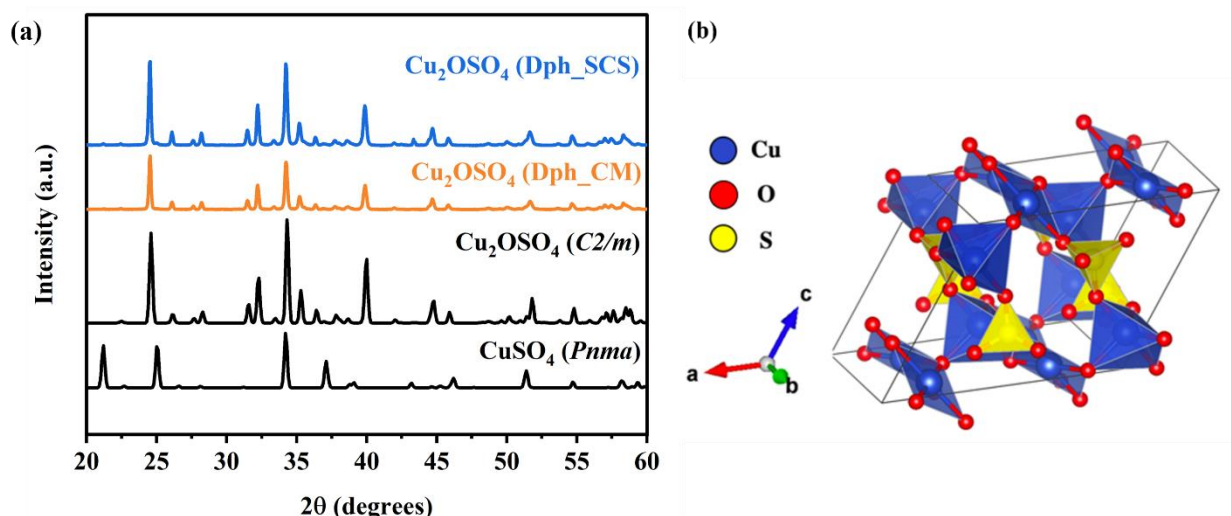 (a)
Cu₂OSO₄ (Dph_SCS)
Cu₂OSO₄ (Dph_CM)
Cu₂OSO₄ (C2/m)
CuSO₄ (Pnma)
Intensity (a.u.)
20 25 30 35 40 45 50 55 60
2θ (degrees)
(b)
Cu
O
S
c
a
b